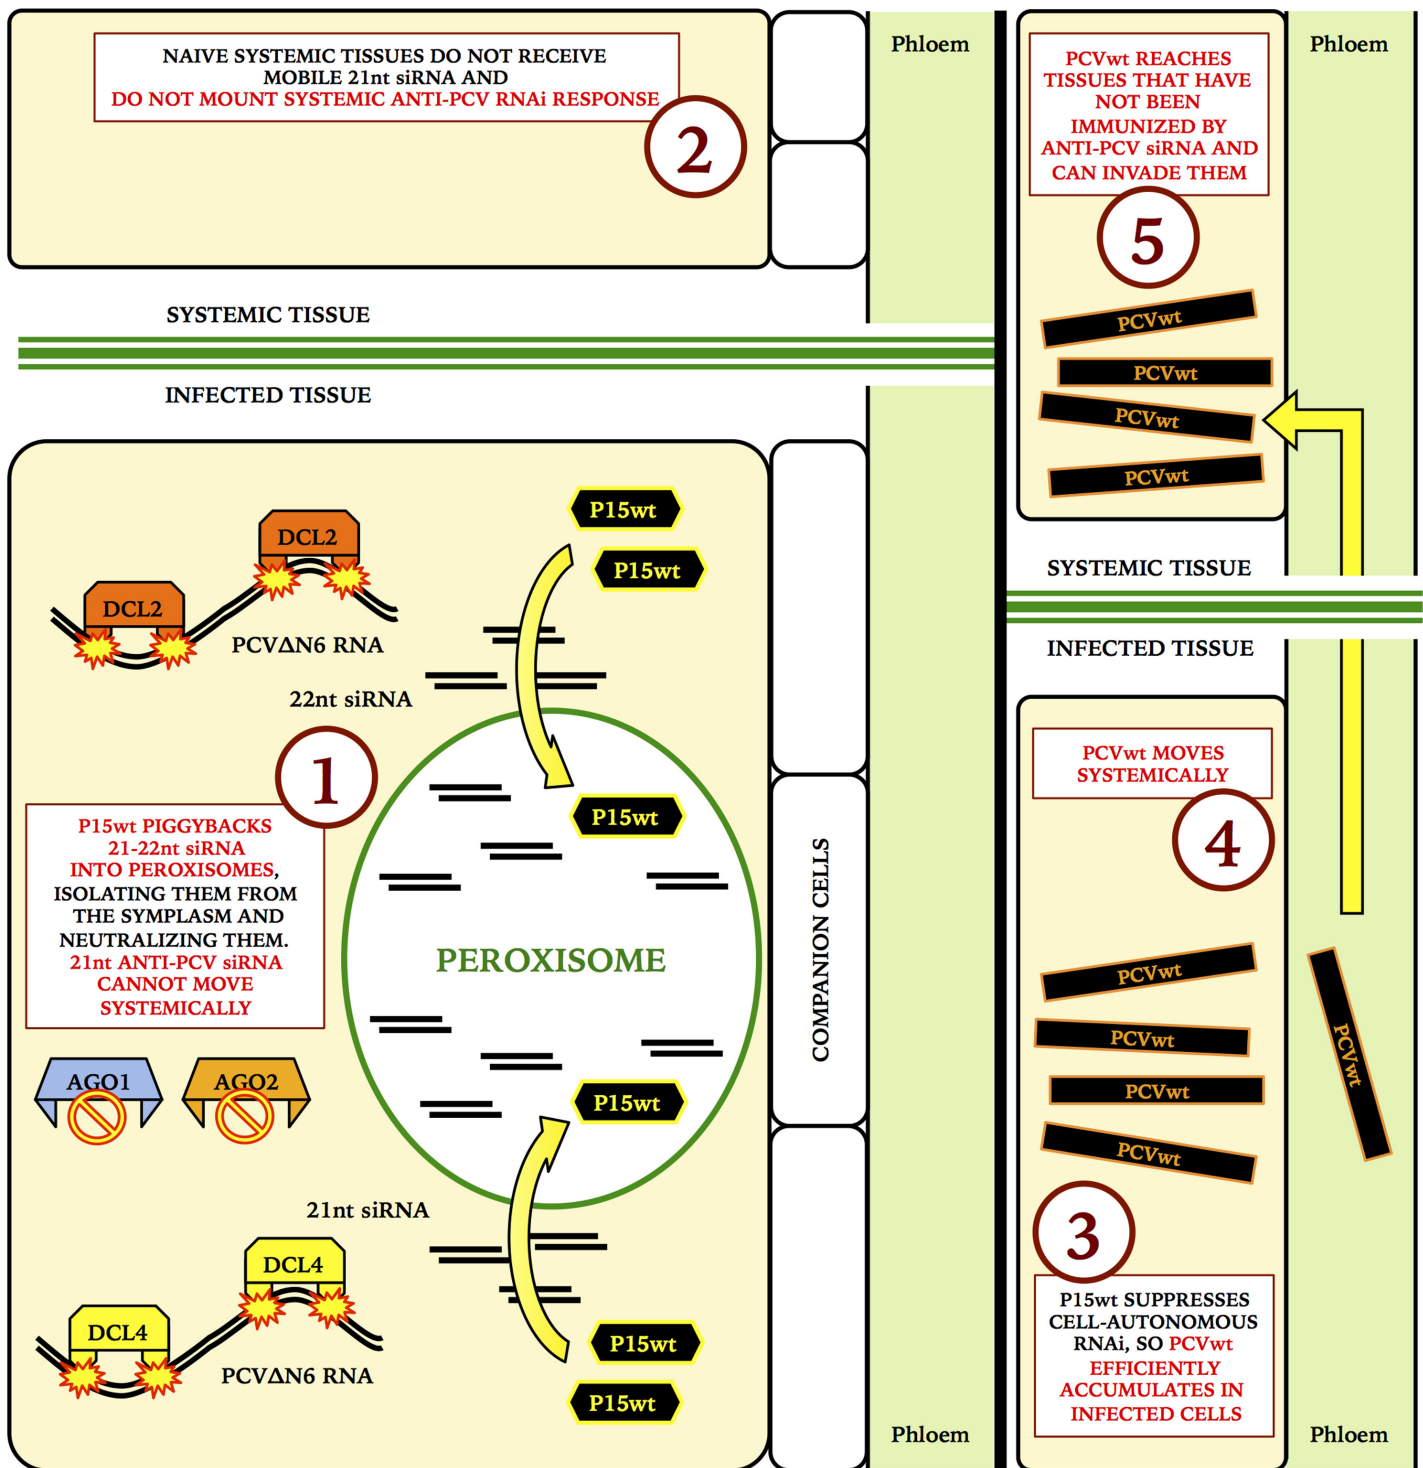 NAIVE SYSTEMIC TISSUES DO NOT RECEIVE
MOBILE 21nt siRNA AND
DO NOT MOUNT SYSTEMIC ANTI-PCV RNAi RESPONSE
2
Phloem
SYSTEMIC TISSUE
INFECTED TISSUE
P15wt
P15wt
DCL2
DCL2
PCVΔN6 RNA
22nt siRNA
1
P15wt PIGGYBACKS
21-22nt siRNA
INTO PEROXISOMES,
ISOLATING THEM FROM
THE SYMPLASM AND
NEUTRALIZING THEM.
21nt ANTI-PCV siRNA
CANNOT MOVE
SYSTEMICALLY
P15wt
PEROXISOME
P15wt
AGO1
AGO2
21nt siRNA
DCL4
DCL4
PCVΔN6 RNA
P15wt
P15wt
COMPANION CELLS
Phloem
PCVwt REACHES
TISSUES THAT HAVE
NOT BEEN
IMMUNIZED BY
ANTI-PCV siRNA AND
CAN INVADE THEM
5
Phloem
PCVwt
PCVwt
PCVwt
PCVwt
SYSTEMIC TISSUE
INFECTED TISSUE
PCVwt MOVES
SYSTEMICALLY
4
PCVwt
PCVwt
PCVwt
PCVwt
PCVwt
3
P15wt SUPPRESSES
CELL-AUTONOMOUS
RNAi, SO PCVwt
EFFICIENTLY
ACCUMULATES IN
INFECTED CELLS
Phloem